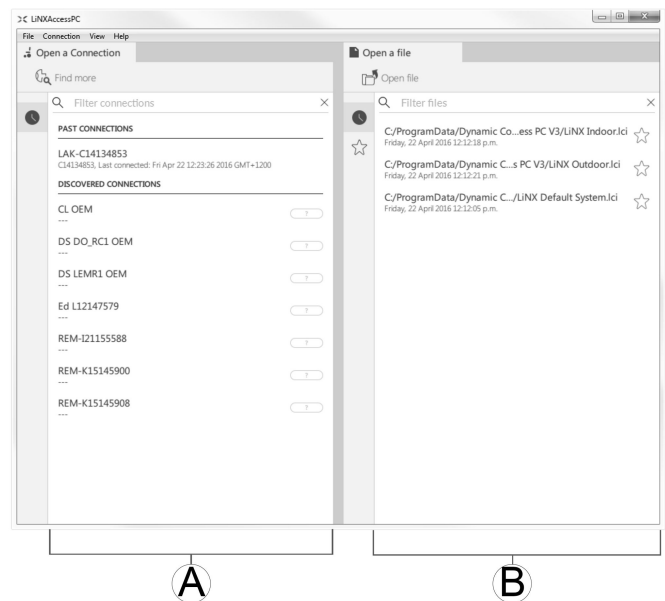 LiNXAccessPC
File Connection View Help
Open a Connection
Find more
Filter connections
PAST CONNECTIONS
LAK-C14134853
C14134853, Last connected: Fri Apr 22 12:23:26 2016 GMT+1200
DISCOVERED CONNECTIONS
CL OEM
---
?
DS DO_RC1 OEM
---
?
DS LEMR1 OEM
---
?
Ed L12147579
---
?
REM-I21155588
---
?
REM-K15145900
---
?
REM-K15145908
---
?
Open a file
Open file
Filter files
C:/ProgramData/Dynamic Co...ess PC V3/LiNX Indoor.lci
Friday, 22 April 2016 12:12:18 p.m.
C:/ProgramData/Dynamic C...s PC V3/LiNX Outdoor.lci
Friday, 22 April 2016 12:12:21 p.m.
C:/ProgramData/Dynamic C.../LiNX Default System.lci
Friday, 22 April 2016 12:12:05 p.m.
A
B